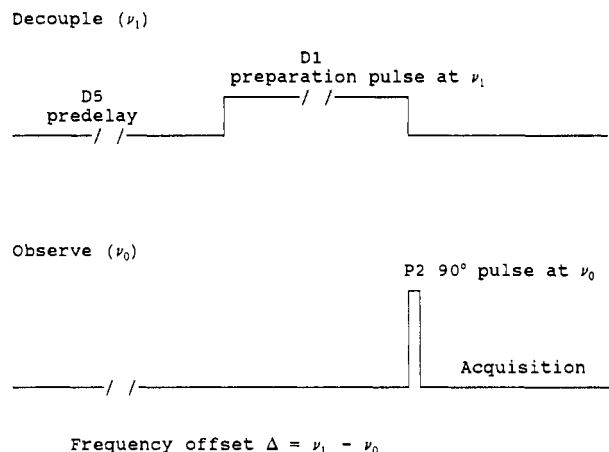 Decouple (ν₁)
D1
preparation pulse at ν₁
D5
predelay
Observe (ν₀)
P2 90° pulse at ν₀
Acquisition
Frequency offset Δ = ν₁ - ν₀